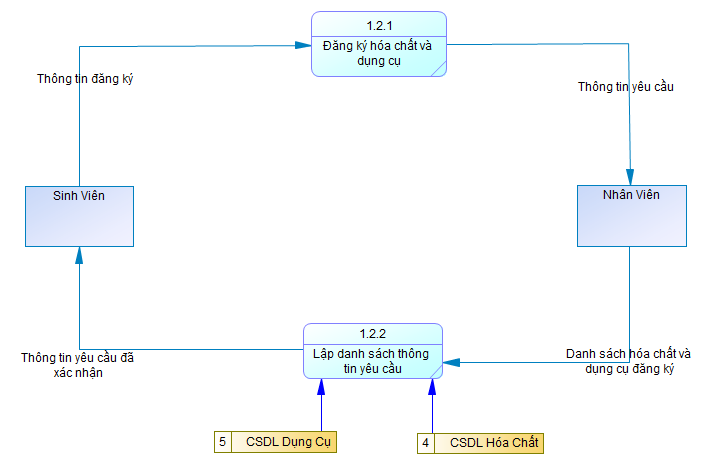 1.2.1
Đăng ký hóa chất và
dụng cụ
Thông tin đăng ký
Thông tin yêu cầu
Sinh Viên
Nhân Viên
1.2.2
Lập danh sách thông
tin yêu cầu
Thông tin yêu cầu đã
xác nhận
Danh sách hóa chất và
dụng cụ đăng ký
5 CSDL Dụng Cụ
4 CSDL Hóa Chất